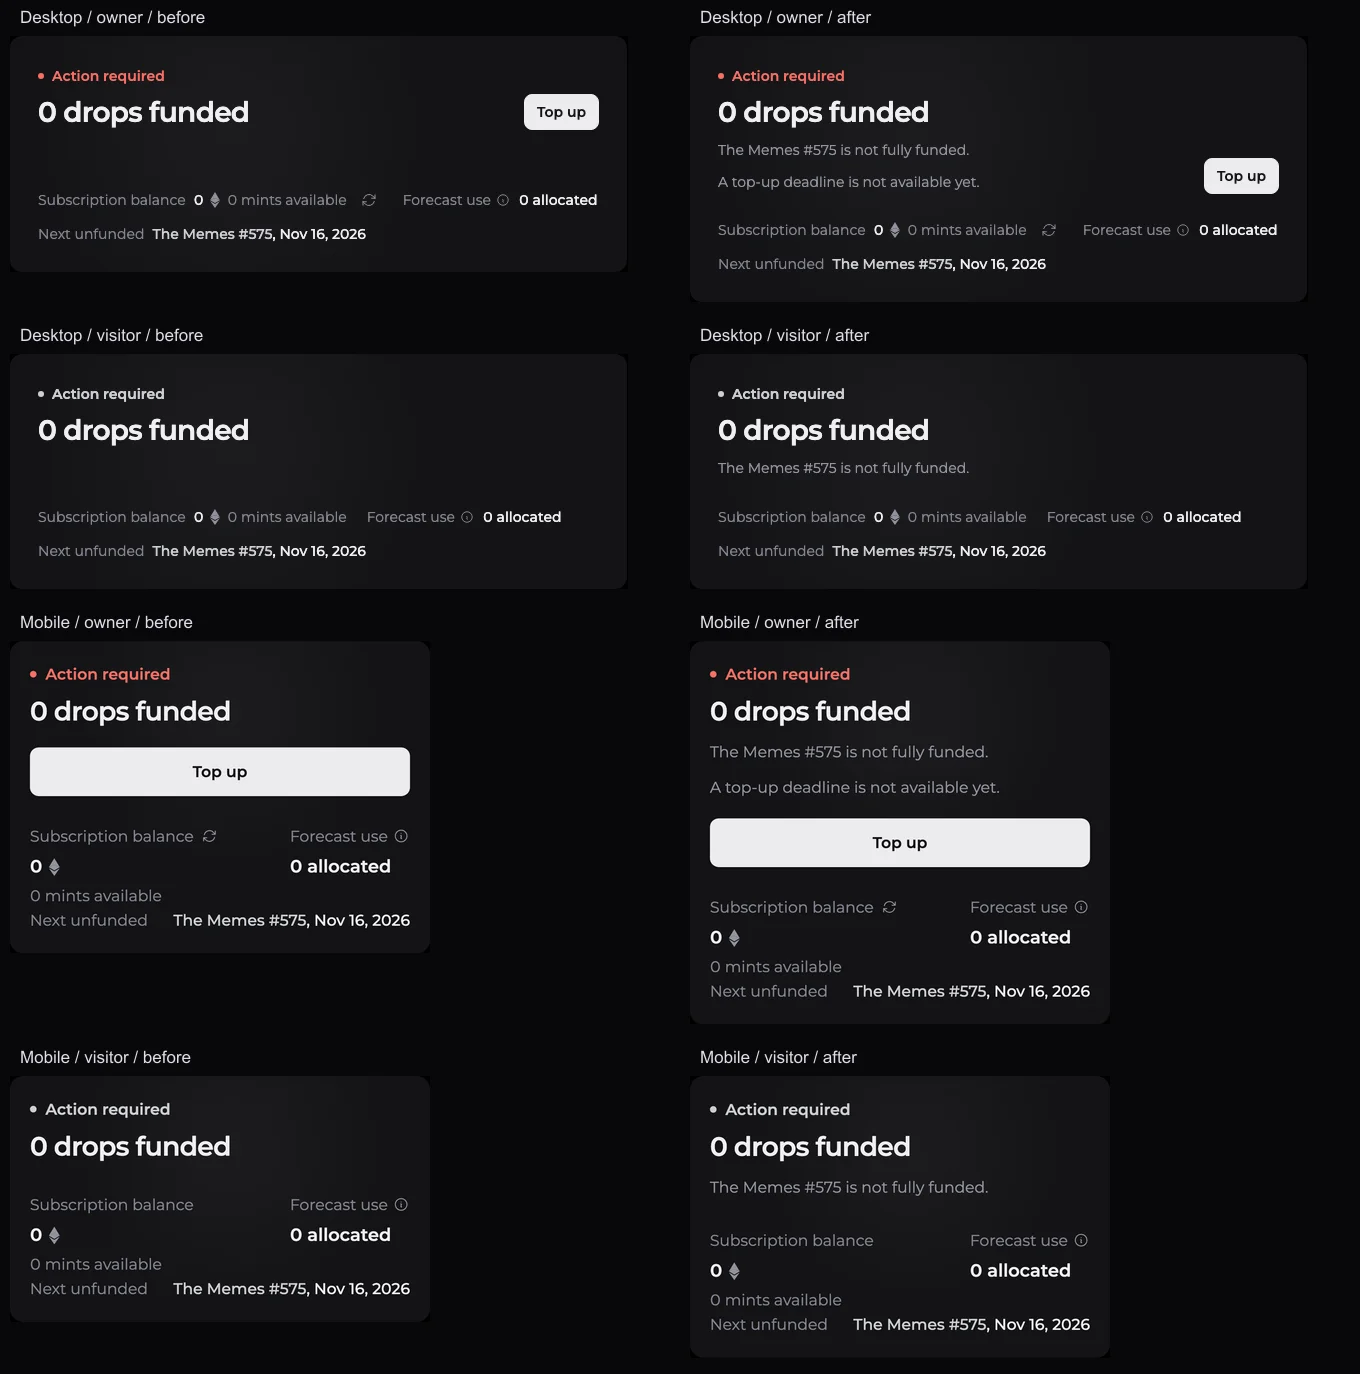 Desktop / owner / before
Action required
0 drops funded
Top up
Subscription balance 0 0 mints available Forecast use 0 allocated
Next unfunded The Memes #575, Nov 16, 2026
Desktop / owner / after
Action required
0 drops funded
The Memes #575 is not fully funded.
A top-up deadline is not available yet.
Top up
Subscription balance 0 0 mints available Forecast use 0 allocated
Next unfunded The Memes #575, Nov 16, 2026
Desktop / visitor / before
Action required
0 drops funded
Subscription balance 0 0 mints available Forecast use 0 allocated
Next unfunded The Memes #575, Nov 16, 2026
Desktop / visitor / after
Action required
0 drops funded
The Memes #575 is not fully funded.
Subscription balance 0 0 mints available Forecast use 0 allocated
Next unfunded The Memes #575, Nov 16, 2026
Mobile / owner / before
Action required
0 drops funded
Top up
Subscription balance Forecast use
0 0 allocated
0 mints available
Next unfunded The Memes #575, Nov 16, 2026
Mobile / owner / after
Action required
0 drops funded
The Memes #575 is not fully funded.
A top-up deadline is not available yet.
Top up
Subscription balance Forecast use
0 0 allocated
0 mints available
Next unfunded The Memes #575, Nov 16, 2026
Mobile / visitor / before
Action required
0 drops funded
Subscription balance Forecast use
0 0 allocated
0 mints available
Next unfunded The Memes #575, Nov 16, 2026
Mobile / visitor / after
Action required
0 drops funded
The Memes #575 is not fully funded.
Subscription balance Forecast use
0 0 allocated
0 mints available
Next unfunded The Memes #575, Nov 16, 2026